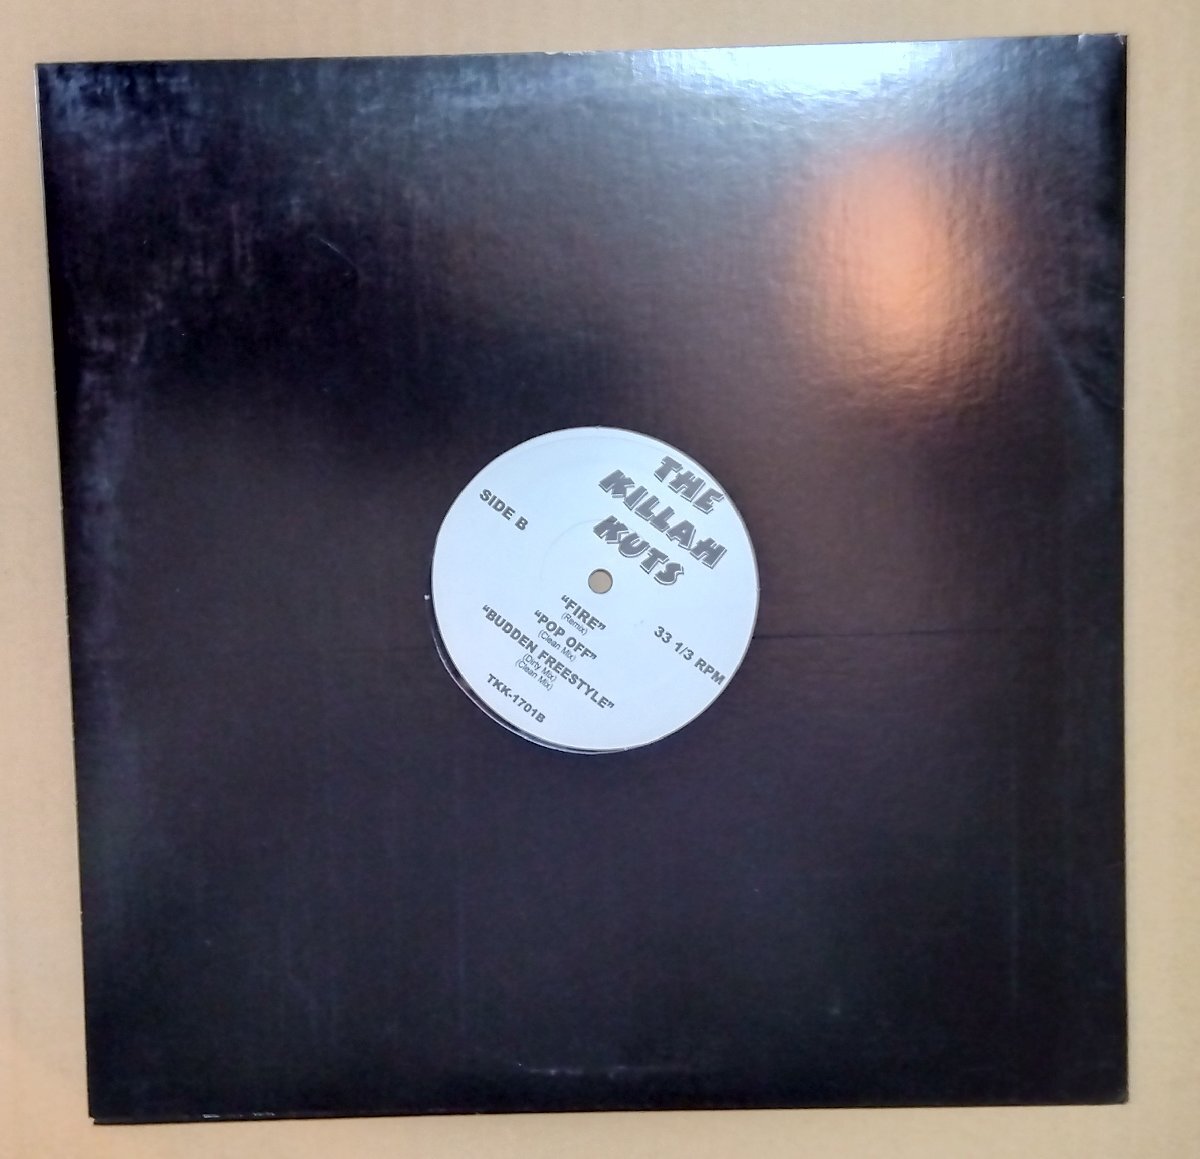 THE
KILLAH
KUTS
SIDE B
33 1/3 RPM
“FIRE”
(Remix)
“POP OFF”
(Clean Mix)
“BUDDEN FREESTYLE”
(Dirty Mix)
(Clean Mix)
TKK-1701B